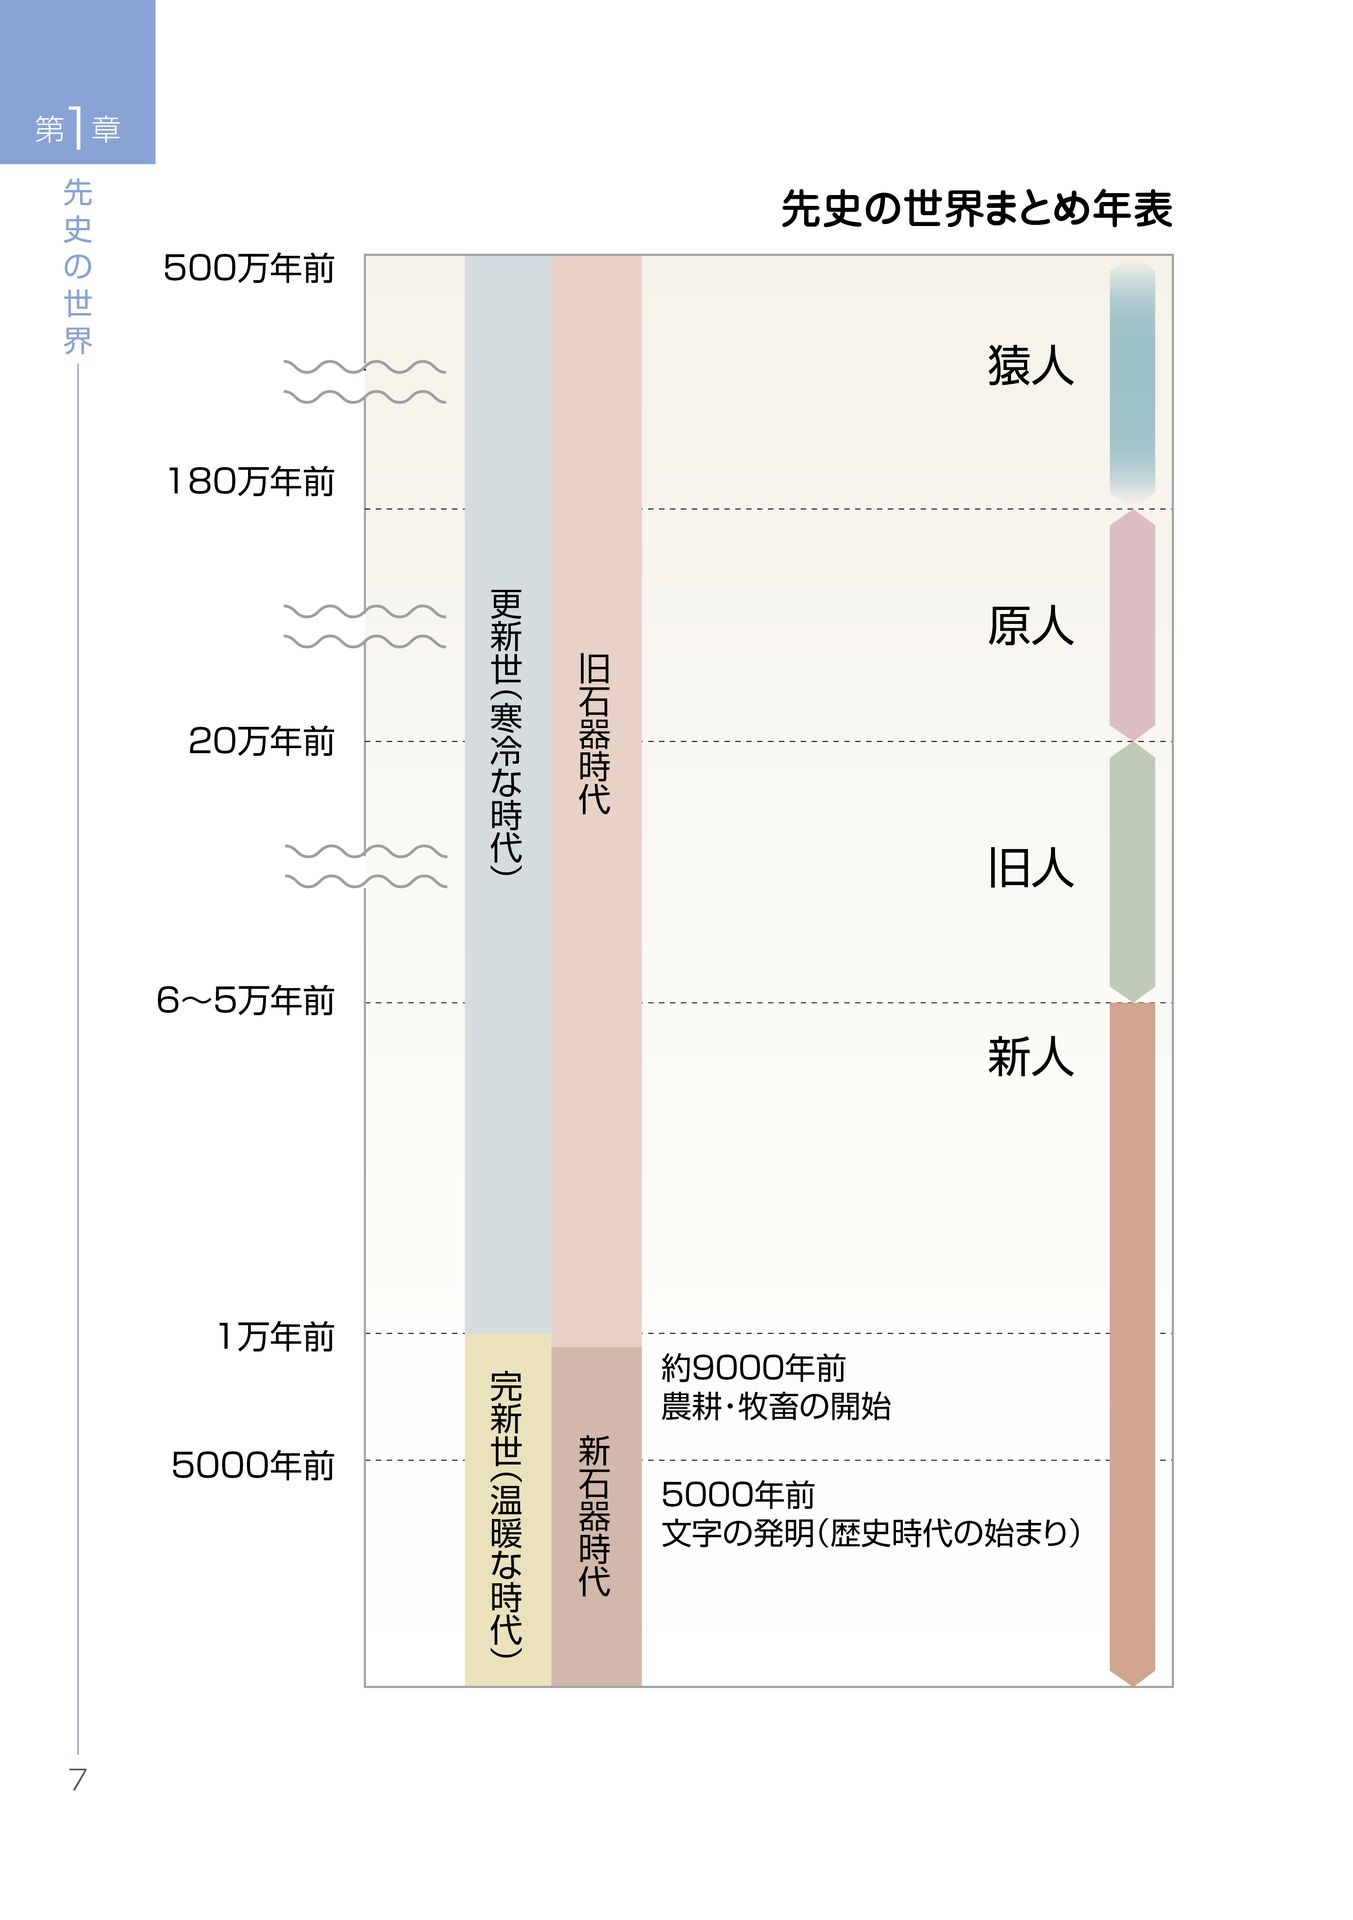 第1章
先史の世界
先史の世界まとめ年表
500万年前
猿人
180万年前
原人
更新世（寒冷な時代）
旧石器時代
20万年前
旧人
6～5万年前
新人
1万年前
約9000年前
農耕・牧畜の開始
完新世（温暖な時代）
新石器時代
5000年前
5000年前
文字の発明（歴史時代の始まり）
7